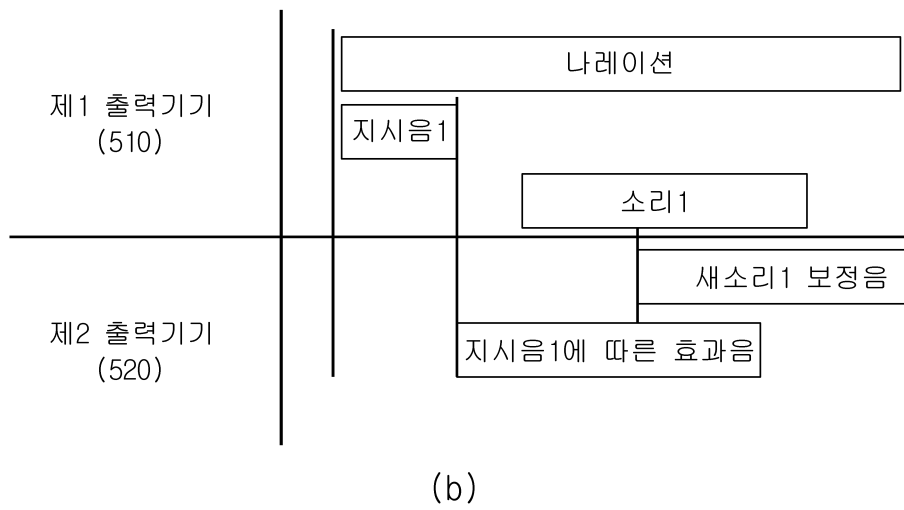 나레이션
제1 출력기기
(510)
지시음1
소리1
새소리1 보정음
제2 출력기기
(520)
지시음1에 따른 효과음
(b)